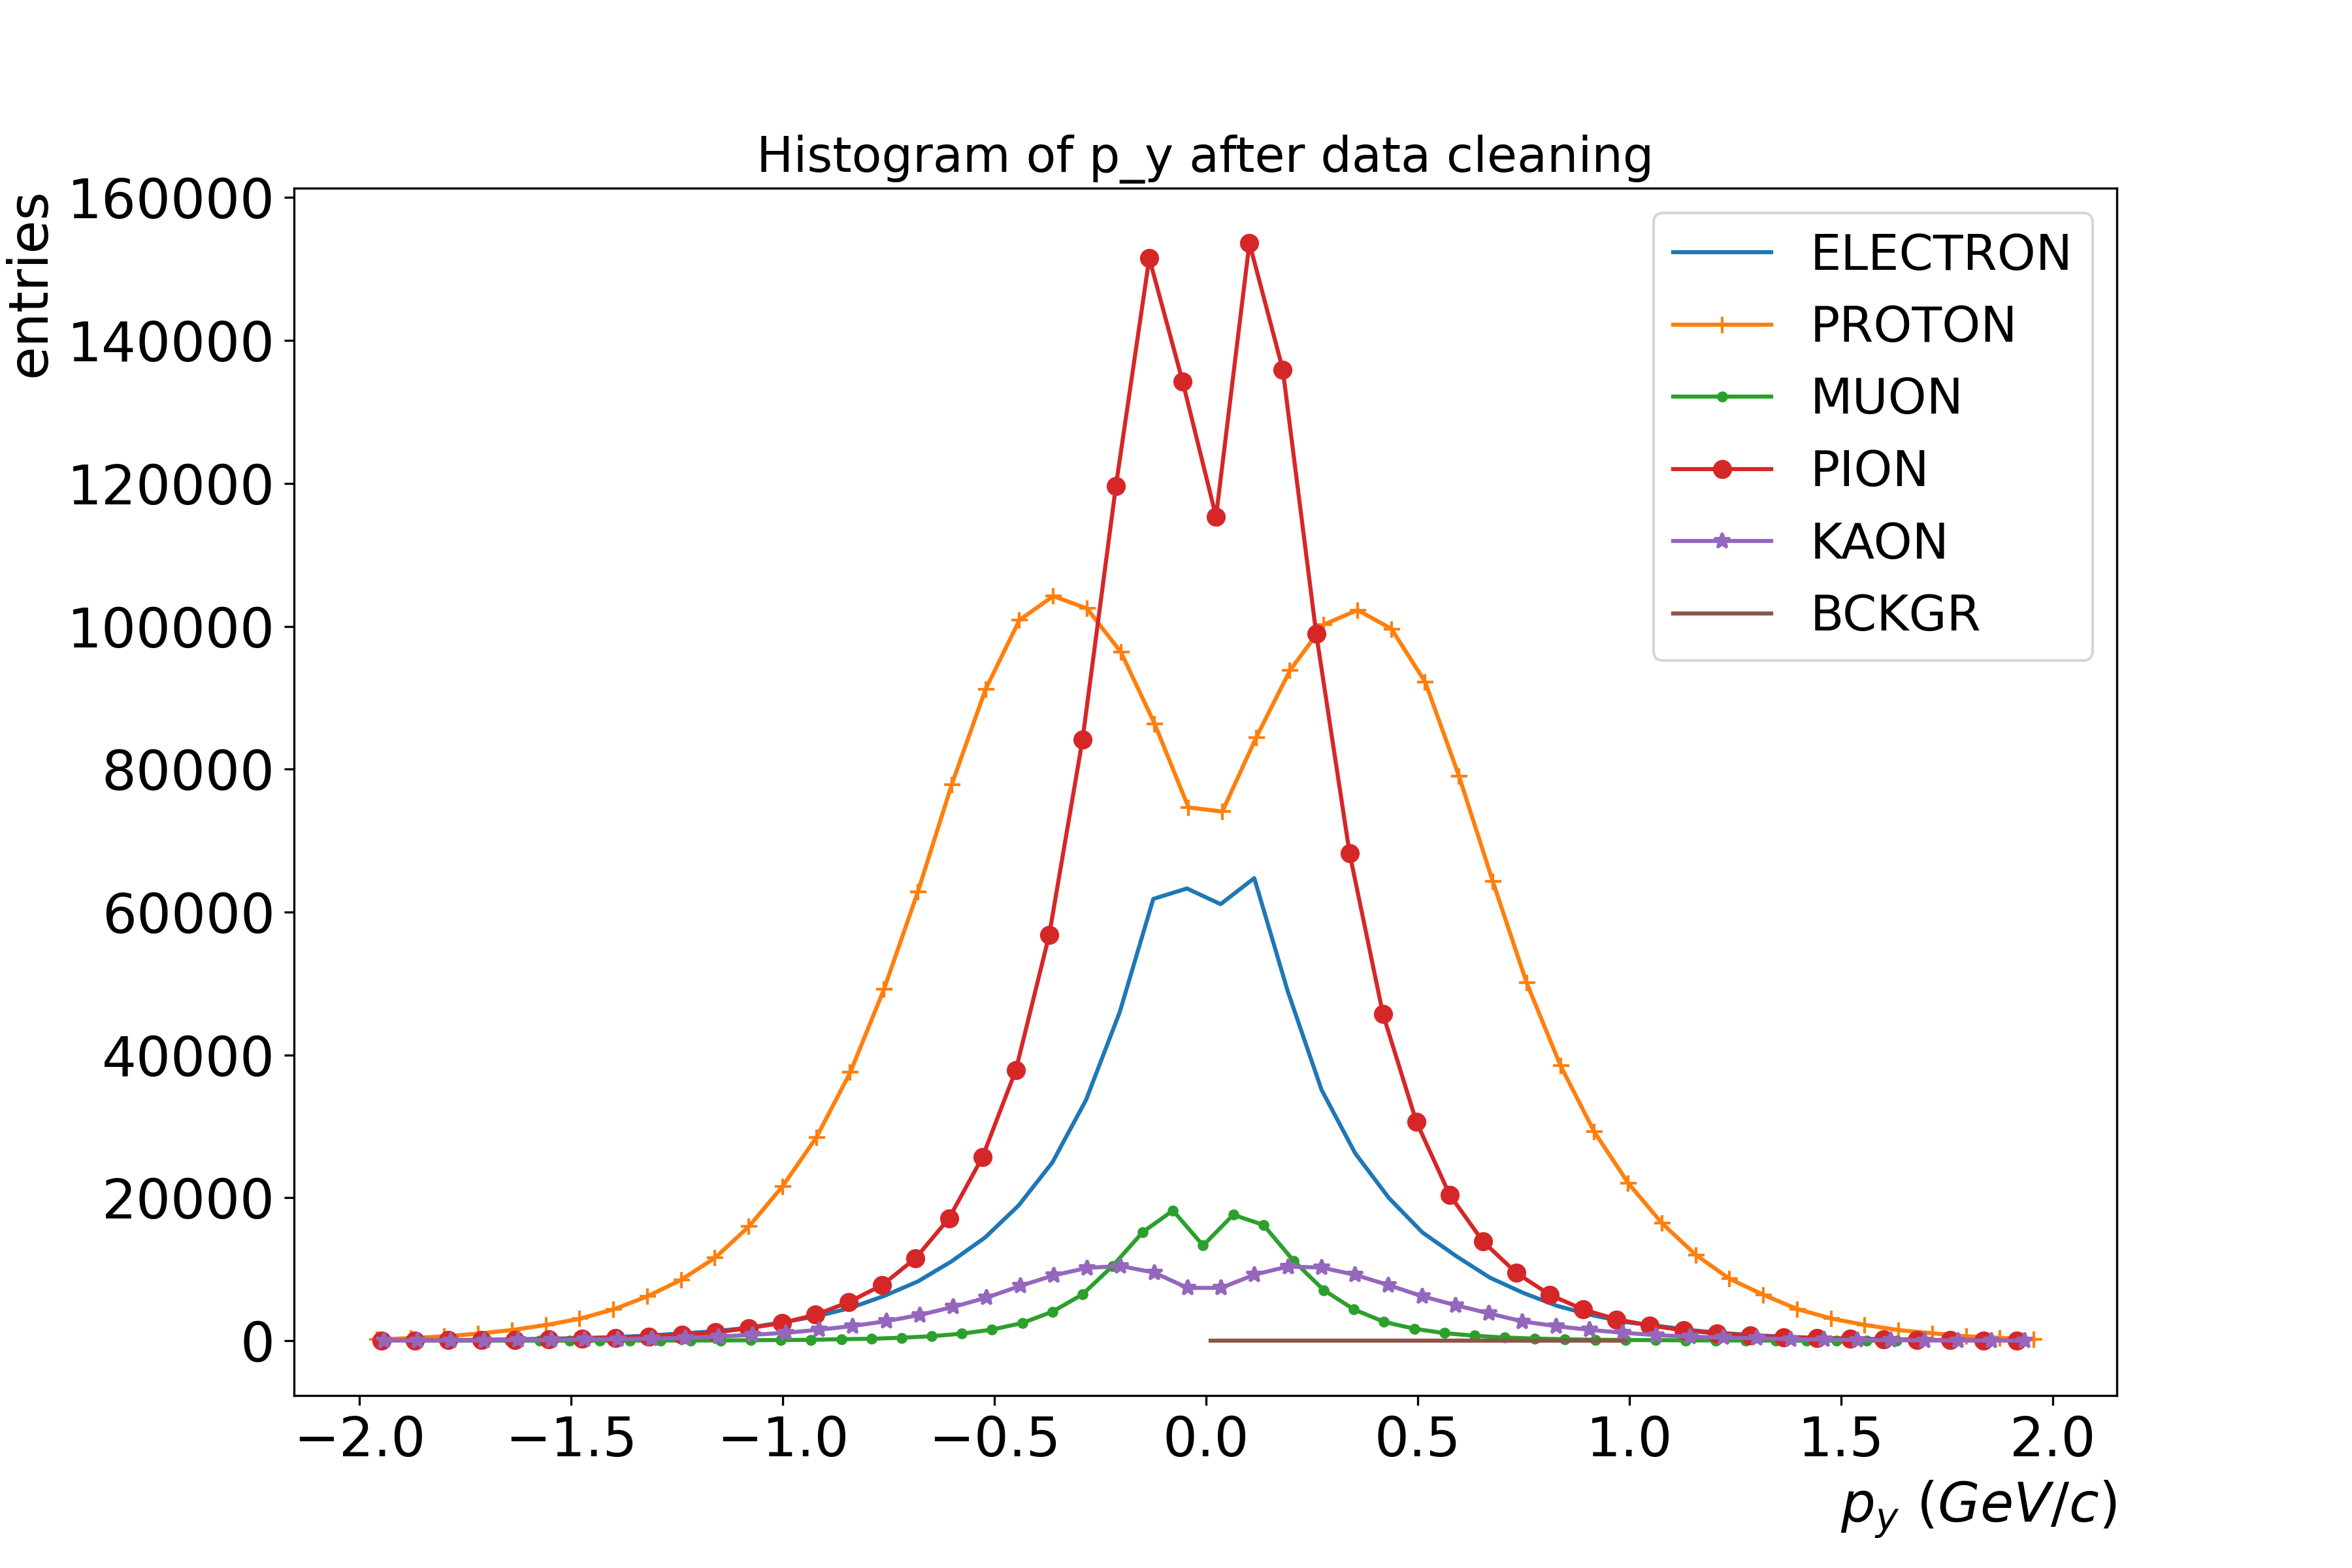 Histogram of p_y after data cleaning
entries
160000
140000
120000
100000
80000
60000
40000
20000
0
ELECTRON
PROTON
MUON
PION
KAON
BCKGR
−2.0 −1.5 −1.0 −0.5 0.0 0.5 1.0 1.5 2.0
p_y (GeV/c)